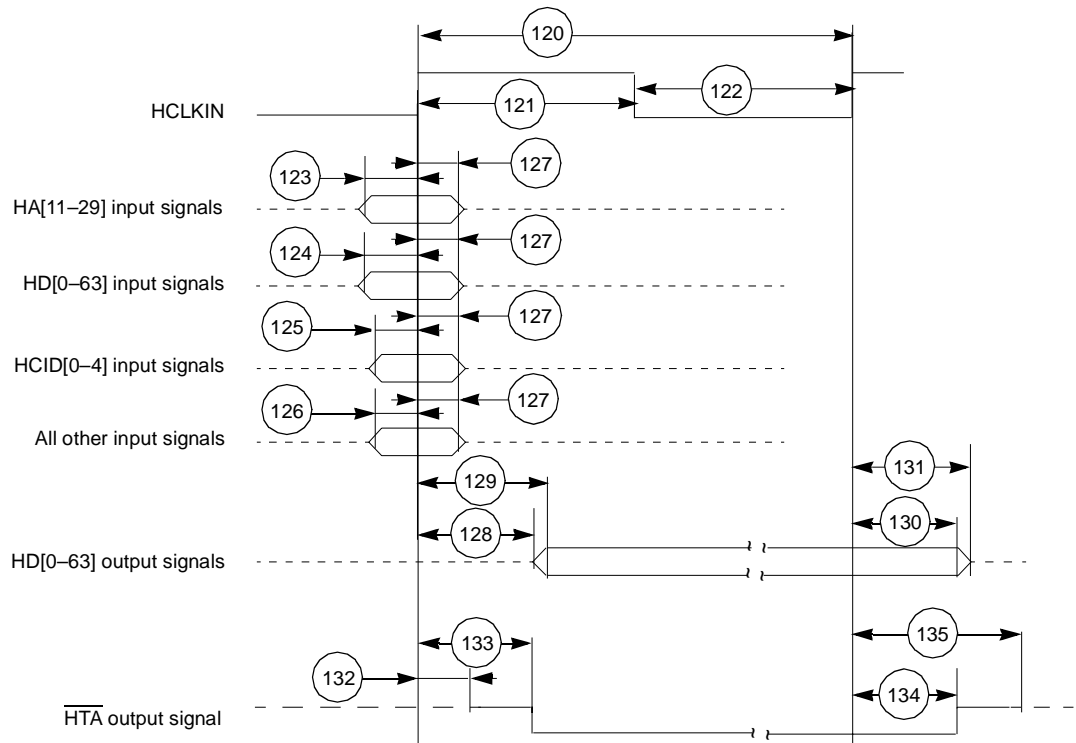 120
121
122
HCLKIN
123
127
HA[11–29] input signals
124
127
HD[0–63] input signals
125
127
HCID[0–4] input signals
126
127
All other input signals
129
131
128
130
HD[0–63] output signals
133
135
132
134
HTA output signal